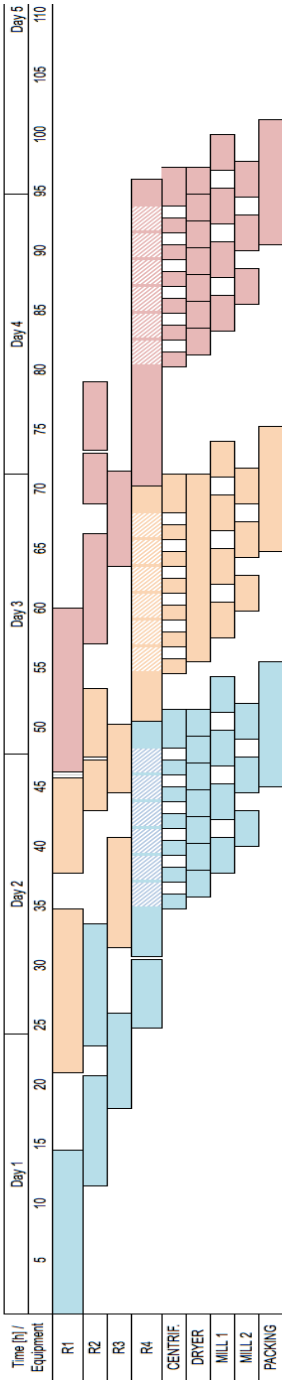 Time [h] / Day 1 Day 2 Day 3 Day 4 Day 5
Equipment 5 10 15 20 25 30 35 40 45 50 55 60 65 70 75 80 85 90 95 100 105 110
R1
R2
R3
R4
CENTRIF.
DRYER
MILL 1
MILL 2
PACKING